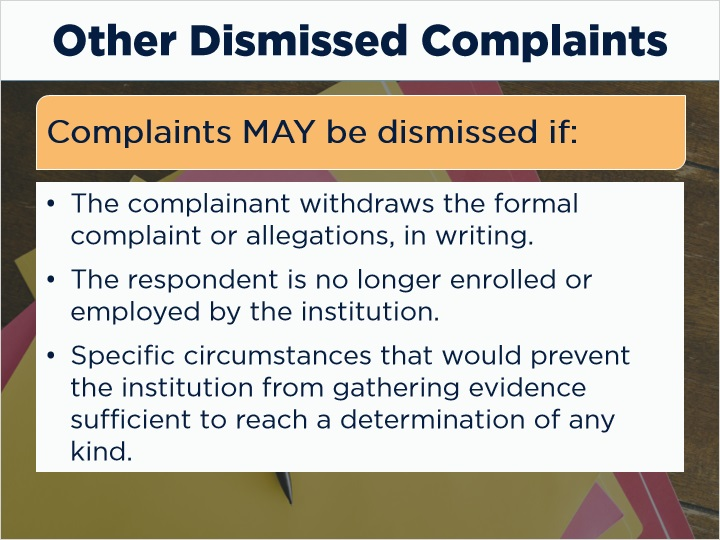 Other Dismissed Complaints
Complaints MAY be dismissed if:
• The complainant withdraws the formal
complaint or allegations, in writing.
• The respondent is no longer enrolled or
employed by the institution.
• Specific circumstances that would prevent
the institution from gathering evidence
sufficient to reach a determination of any
kind.